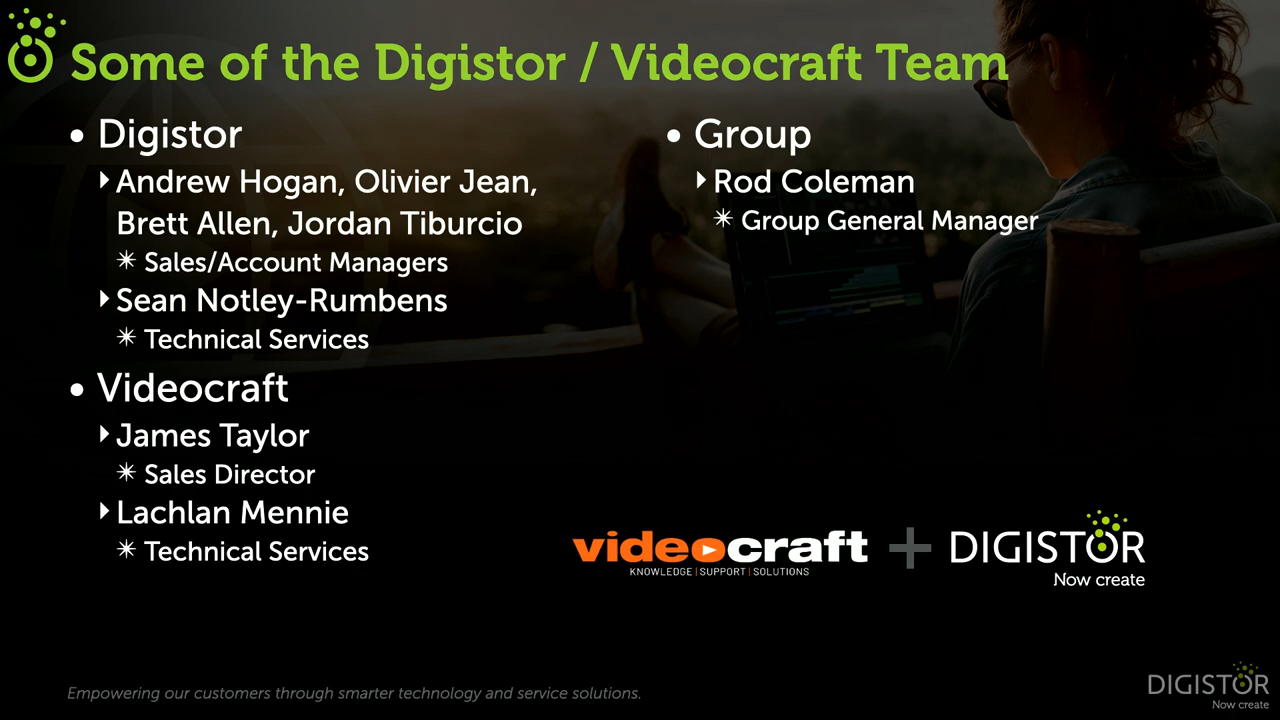 Some of the Digistor / Videocraft Team
• Digistor
Andrew Hogan, Olivier Jean,
Brett Allen, Jordan Tiburcio
Sales/Account Managers
Sean Notley-Rumbens
Technical Services
• Videocraft
James Taylor
Sales Director
Lachlan Mennie
Technical Services
• Group
Rod Coleman
Group General Manager
videocraft
KNOWLEDGE | SUPPORT | SOLUTIONS
+
DIGISTOR
Now create
Empowering our customers through smarter technology and service solutions.
DIGISTOR
Now create